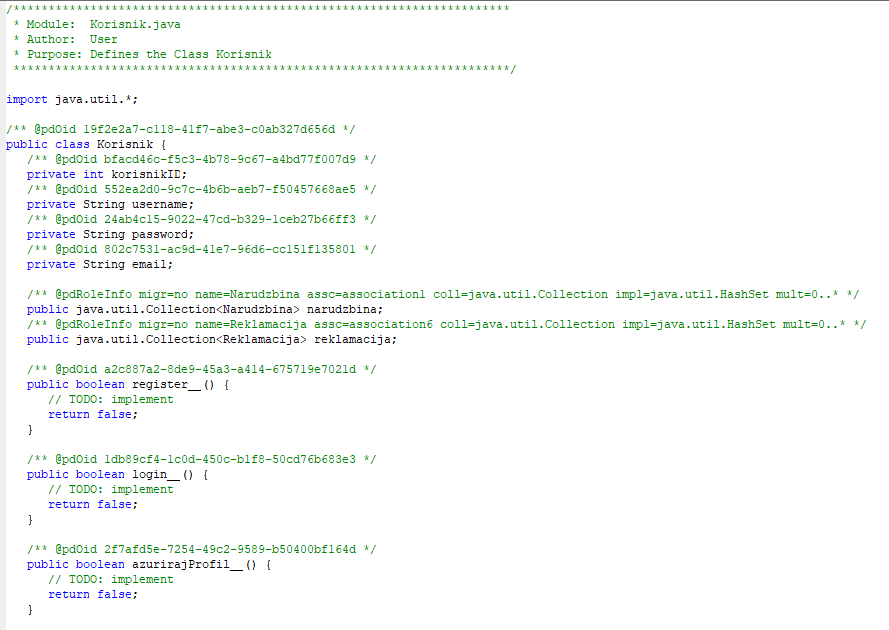 /***********************************************************************
 * Module:  Korisnik.java
 * Author:  User
 * Purpose: Defines the Class Korisnik
 ***********************************************************************/
import java.util.*;
/** @pdOid 19f2e2a7-c118-41f7-abe3-c0ab327d656d */
public class Korisnik {
   /** @pdOid bfacd46c-f5c3-4b78-9c67-a4bd77f007d9 */
   private int korisnikID;
   /** @pdOid 552ea2d0-9c7c-4b6b-aeb7-f50457668ae5 */
   private String username;
   /** @pdOid 24ab4c15-9022-47cd-b329-1ceb27b66ff3 */
   private String password;
   /** @pdOid 802c7531-ac9d-41e7-96d6-cc151f135801 */
   private String email;
   /** @pdRoleInfo migr=no name=Narudzbina assc=association1 coll=java.util.Collection impl=java.util.HashSet mult=0..* */
   public java.util.Collection<Narudzbina> narudzbina;
   /** @pdRoleInfo migr=no name=Reklamacija assc=association6 coll=java.util.Collection impl=java.util.HashSet mult=0..* */
   public java.util.Collection<Reklamacija> reklamacija;
   /** @pdOid a2c887a2-8de9-45a3-a414-675719e7021d */
   public boolean register__() {
      // TODO: implement
      return false;
   }
   /** @pdOid 1db89cf4-1c0d-450c-b1f8-50cd76b683e3 */
   public boolean login__() {
      // TODO: implement
      return false;
   }
   /** @pdOid 2f7afd5e-7254-49c2-9589-b50400bf164d */
   public boolean azurirajProfil__() {
      // TODO: implement
      return false;
   }